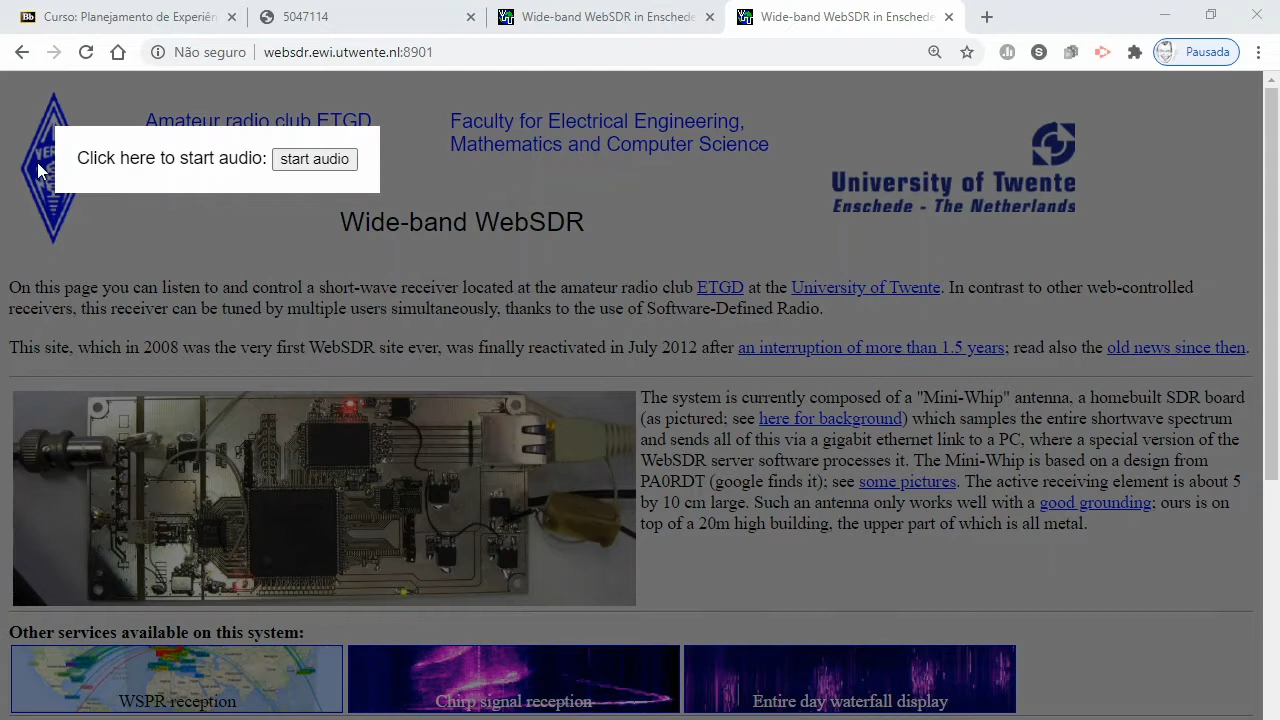 Curso: Planejamento de Experiên
5047114
Wide-band WebSDR in Enschede
Wide-band WebSDR in Enschede
Não seguro
websdr.ewi.utwente.nl:8901
Pausada
Amateur radio club ETGD
Faculty for Electrical Engineering,
Mathematics and Computer Science
Click here to start audio: start audio
University of Twente
Enschede - The Netherlands
Wide-band WebSDR
On this page you can listen to and control a short-wave receiver located at the amateur radio club ETGD at the University of Twente. In contrast to other web-controlled
receivers, this receiver can be tuned by multiple users simultaneously, thanks to the use of Software-Defined Radio.
This site, which in 2008 was the very first WebSDR site ever, was finally reactivated in July 2012 after an interruption of more than 1.5 years; read also the old news since then.
The system is currently composed of a "Mini-Whip" antenna, a homebuilt SDR board
(as pictured; see here for background) which samples the entire shortwave spectrum
and sends all of this via a gigabit ethernet link to a PC, where a special version of the
WebSDR server software processes it. The Mini-Whip is based on a design from
PA0RDT (google finds it); see some pictures. The active receiving element is about 5
by 10 cm large. Such an antenna only works well with a good grounding; ours is on
top of a 20m high building, the upper part of which is all metal.
Other services available on this system:
WSPR reception
Chirp signal reception
Entire day waterfall display